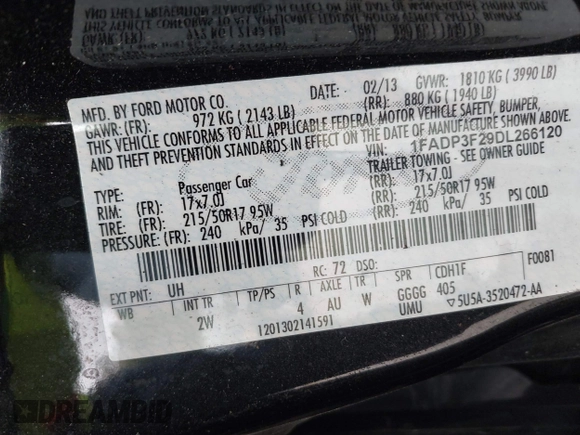 MFD. BY FORD MOTOR CO.
DATE: 02/13 GVWR: 1810 KG ( 3990 LB)
GAWR: (FR): 972 KG ( 2143 LB) (RR): 880 KG ( 1940 LB)
THIS VEHICLE CONFORMS TO ALL APPLICABLE FEDERAL MOTOR VEHICLE SAFETY, BUMPER,
AND THEFT PREVENTION STANDARDS IN EFFECT ON THE DATE OF MANUFACTURE SHOWN ABOVE.
VIN: 1FADP3F29DL266120
TYPE: Passenger Car TRAILER TOWING - SEE OWNER GUIDE
RIM: (FR): 17x7.0J (RR): 17x7.0J
TIRE: (FR): 215/50R17 95W (RR): 215/50R17 95W
PRESSURE: (FR): 240 kPa/ 35 PSI COLD (RR): 240 kPa/ 35 PSI COLD
EXT PNT: UH RC: 72 DSO: F0081
WB INT TR TP/PS R AXLE TR SPR CDH1F
2W 4 AU W GGGG 405
UMU
1201302141591 5U5A-3520472-AA
DREAMBID